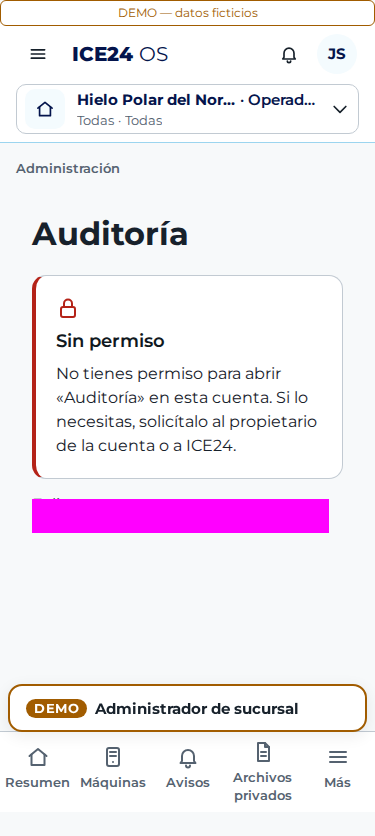 DEMO — datos ficticios
ICE24 OS
JS
Hielo Polar del Nor... · Operad...
Todas · Todas
Administración
Auditoría
Sin permiso
No tienes permiso para abrir
«Auditoría» en esta cuenta. Si lo
necesitas, solicítalo al propietario
de la cuenta o a ICE24.
DEMO Administrador de sucursal
Resumen Máquinas Avisos Archivos privados Más